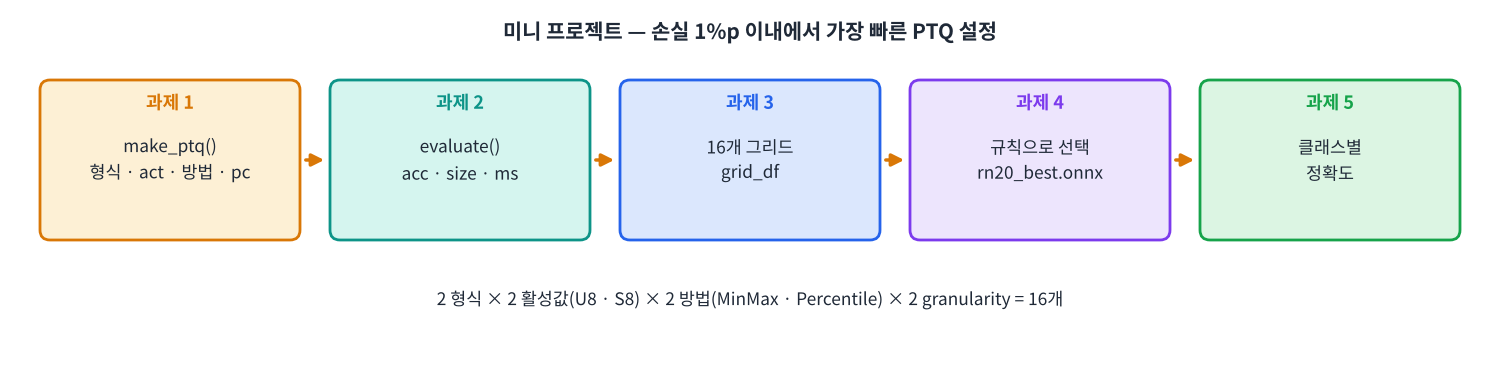 미니 프로젝트 — 손실 1%p 이내에서 가장 빠른 PTQ 설정
과제 1
make_ptq()
형식 · act · 방법 · pc
과제 2
evaluate()
acc · size · ms
과제 3
16개 그리드
grid_df
과제 4
규칙으로 선택
rn20_best.onnx
과제 5
클래스별
정확도
2 형식 × 2 활성값(U8 · S8) × 2 방법(MinMax · Percentile) × 2 granularity = 16개